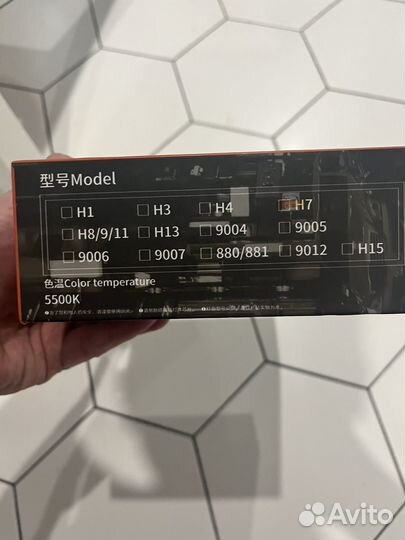 型号Model
H1 H3 H4 H7
H8/9/11 H13 9004 9005
9006 9007 880/881 9012 H15
色温Color temperature
5500K
Avito